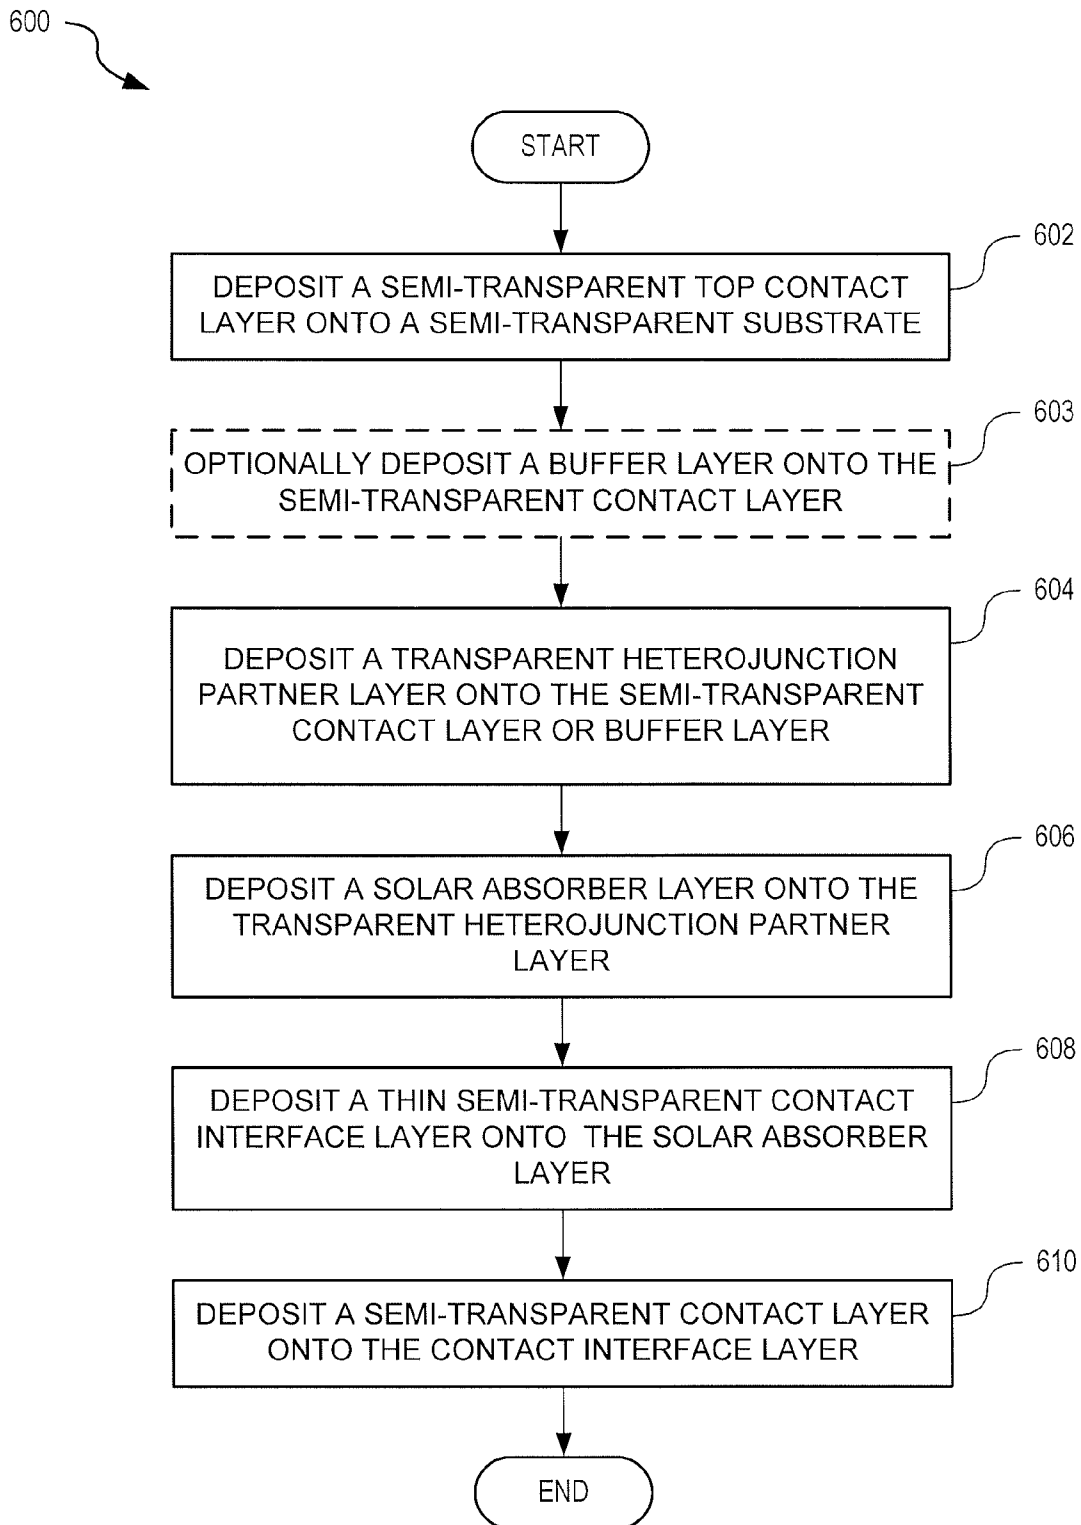 600
START
602
DEPOSIT A SEMI-TRANSPARENT TOP CONTACT
LAYER ONTO A SEMI-TRANSPARENT SUBSTRATE
603
OPTIONALLY DEPOSIT A BUFFER LAYER ONTO THE
SEMI-TRANSPARENT CONTACT LAYER
604
DEPOSIT A TRANSPARENT HETEROJUNCTION
PARTNER LAYER ONTO THE SEMI-TRANSPARENT
CONTACT LAYER OR BUFFER LAYER
606
DEPOSIT A SOLAR ABSORBER LAYER ONTO THE
TRANSPARENT HETEROJUNCTION PARTNER
LAYER
608
DEPOSIT A THIN SEMI-TRANSPARENT CONTACT
INTERFACE LAYER ONTO THE SOLAR ABSORBER
LAYER
610
DEPOSIT A SEMI-TRANSPARENT CONTACT LAYER
ONTO THE CONTACT INTERFACE LAYER
END